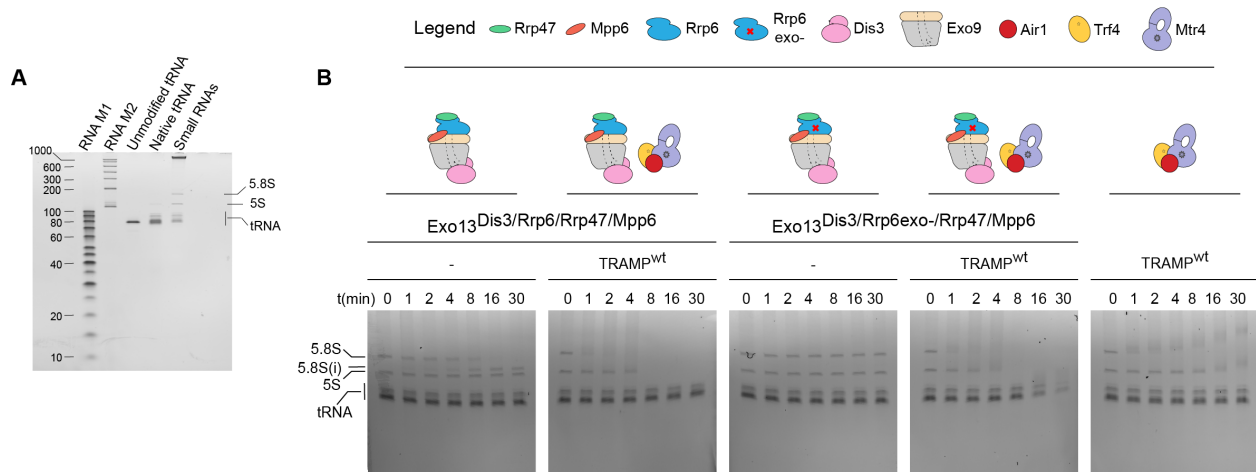 Legend Rrp47 Mpp6 Rrp6 Rrp6 exo- Dis3 Exo9 Air1 Trf4 Mtr4
A
RNA M1
RNA M2
Unmodified tRNA
Native tRNA
Small RNAs
1000
600
300
200
100
80
60
40
20
10
5.8S
5S
tRNA
B
Exo13Dis3/Rrp6/Rrp47/Mpp6 Exo13Dis3/Rrp6exo-/Rrp47/Mpp6
- TRAMPwt - TRAMPwt TRAMPwt
t(min) 0 1 2 4 8 16 30 0 1 2 4 8 16 30 0 1 2 4 8 16 30 0 1 2 4 8 16 30 0 1 2 4 8 16 30
5.8S
5.8S(i)
5S
tRNA